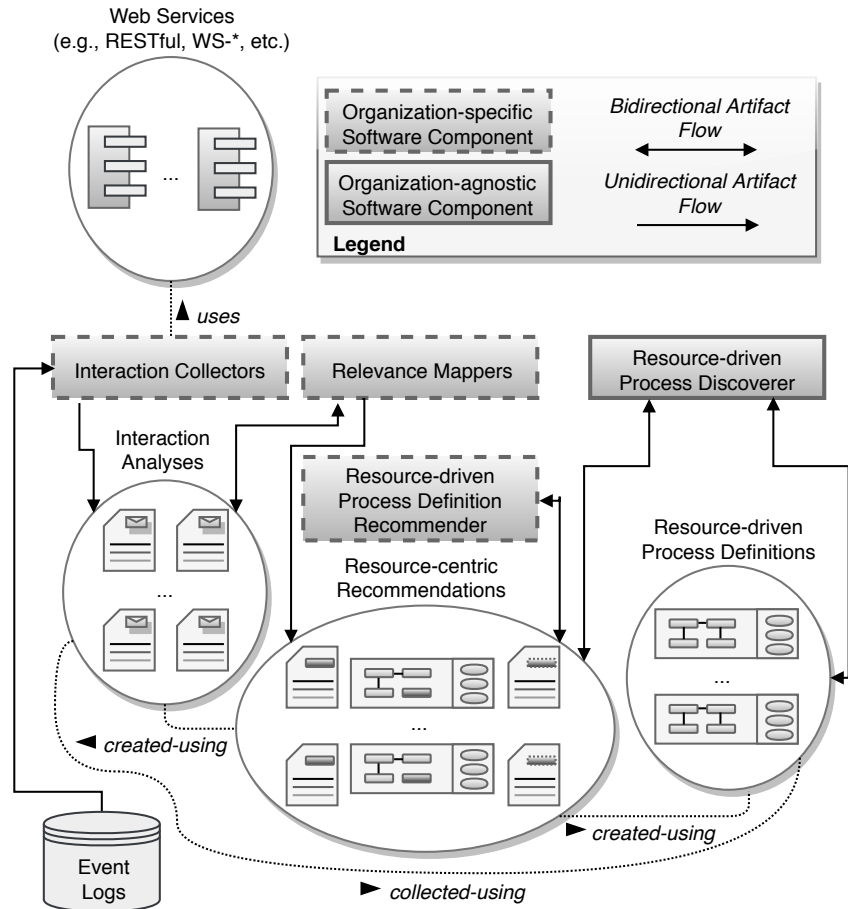 Web Services
(e.g., RESTful, WS-*, etc.)
...
Organization-specific
Software Component
Bidirectional Artifact
Flow
Organization-agnostic
Software Component
Unidirectional Artifact
Flow
Legend
uses
Interaction Collectors
Relevance Mappers
Resource-driven
Process Discoverer
Interaction
Analyses
Resource-driven
Process Definition
Recommender
Resource-driven
Process Definitions
Resource-centric
Recommendations
...
...
...
created-using
created-using
Event
Logs
collected-using